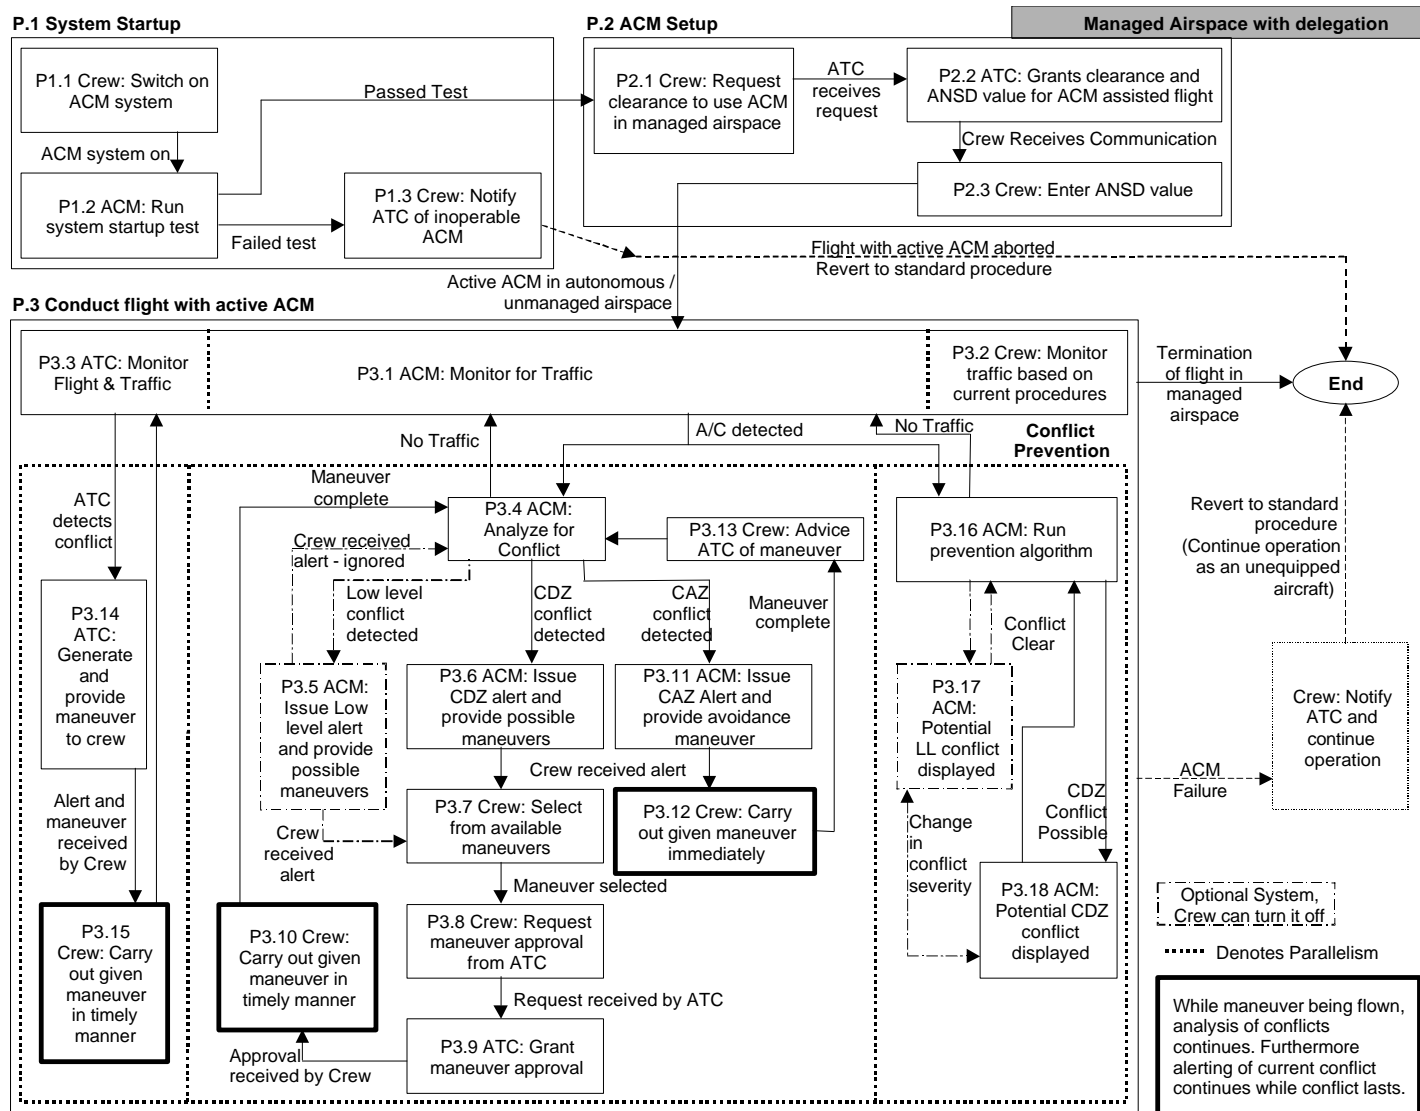 P.1 System Startup
P.2 ACM Setup
Managed Airspace with delegation
P1.1 Crew: Switch on
ACM system
ACM system on
P1.2 ACM: Run
system startup test
Passed Test
Failed test
P1.3 Crew: Notify
ATC of inoperable
ACM
P2.1 Crew: Request
clearance to use ACM
in managed airspace
ATC
receives
request
P2.2 ATC: Grants clearance and
ANSD value for ACM assisted flight
Crew Receives Communication
P2.3 Crew: Enter ANSD value
Flight with active ACM aborted
Revert to standard procedure
Active ACM in autonomous /
unmanaged airspace
P.3 Conduct flight with active ACM
P3.3 ATC: Monitor
Flight & Traffic
P3.1 ACM: Monitor for Traffic
P3.2 Crew: Monitor
traffic based on
current procedures
Termination
of flight in
managed
airspace
End
No Traffic
A/C detected
No Traffic
Conflict
Prevention
ATC
detects
conflict
Maneuver
complete
P3.4 ACM:
Analyze for
Conflict
P3.13 Crew: Advice
ATC of maneuver
P3.16 ACM: Run
prevention algorithm
Revert to standard
procedure
(Continue operation
as an unequipped
aircraft)
Crew received
alert - ignored
Low level
conflict
detected
CDZ
conflict
detected
CAZ
conflict
detected
Maneuver
complete
Conflict
Clear
P3.14
ATC:
Generate
and
provide
maneuver
to crew
P3.5 ACM:
Issue Low
level alert
and provide
possible
maneuvers
P3.6 ACM: Issue
CDZ alert and
provide possible
maneuvers
P3.11 ACM: Issue
CAZ Alert and
provide avoidance
maneuver
P3.17
ACM:
Potential
LL conflict
displayed
Crew: Notify
ATC and
continue
operation
Crew received alert
ACM
Failure
Alert and
maneuver
received
by Crew
Crew
received
alert
P3.7 Crew: Select
from available
maneuvers
P3.12 Crew: Carry
out given maneuver
immediately
Change
in
conflict
severity
CDZ
Conflict
Possible
Maneuver selected
P3.15
Crew: Carry
out given
maneuver
in timely
manner
P3.10 Crew:
Carry out given
maneuver in
timely manner
P3.8 Crew: Request
maneuver approval
from ATC
P3.18 ACM:
Potential CDZ
conflict
displayed
Request received by ATC
Approval
received by Crew
P3.9 ATC: Grant
maneuver approval
Optional System,
Crew can turn it off
Denotes Parallelism
While maneuver being flown,
analysis of conflicts
continues. Furthermore
alerting of current conflict
continues while conflict lasts.